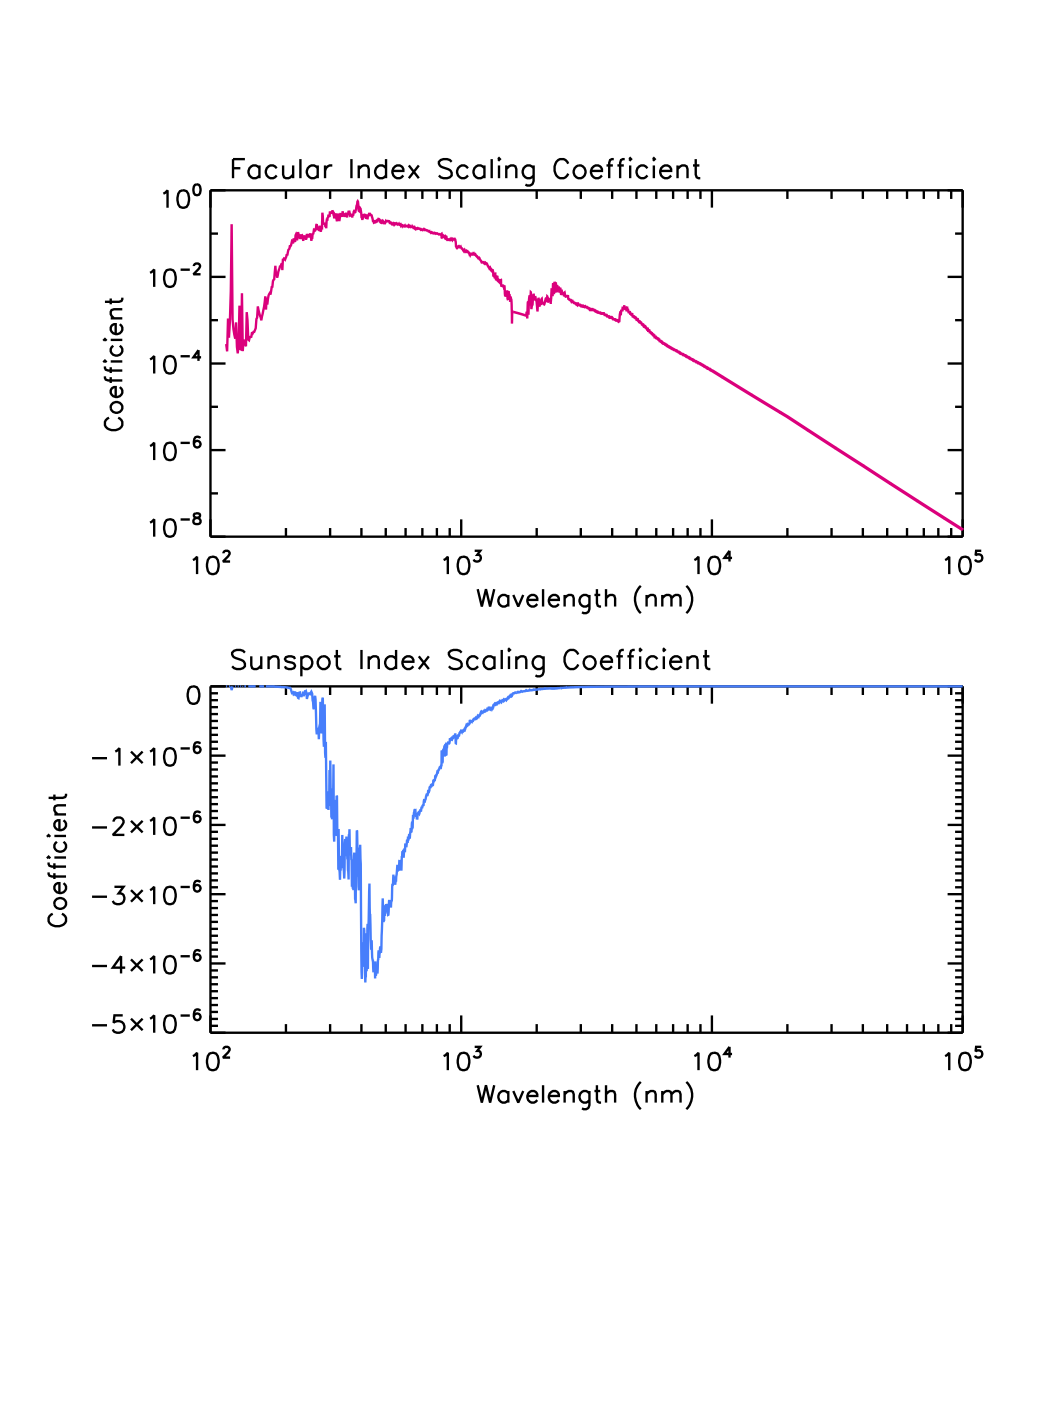 Facular Index Scaling Coefficient
10⁰
10⁻²
10⁻⁴
10⁻⁶
10⁻⁸
Coefficient
10² 10³ 10⁴ 10⁵
Wavelength (nm)
Sunspot Index Scaling Coefficient
0
−1×10⁻⁶
−2×10⁻⁶
−3×10⁻⁶
−4×10⁻⁶
−5×10⁻⁶
Coefficient
10² 10³ 10⁴ 10⁵
Wavelength (nm)